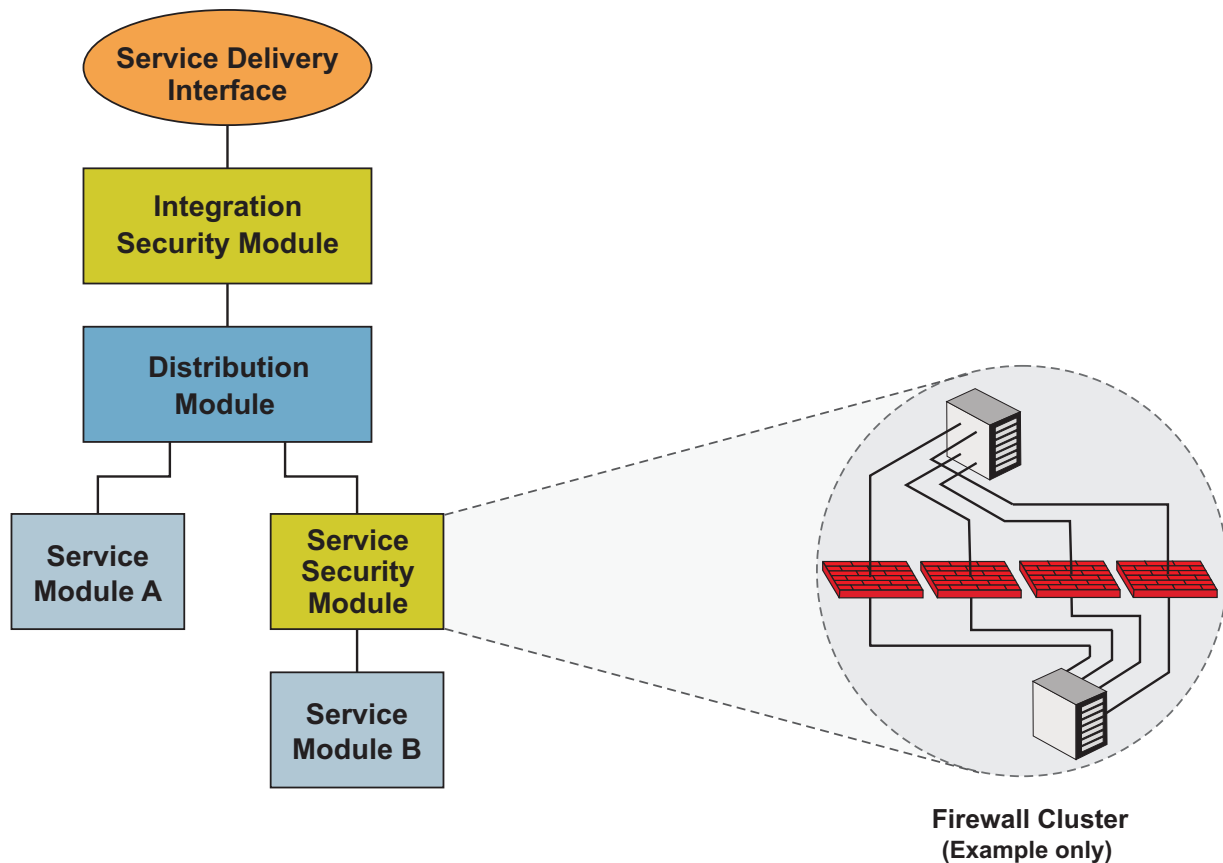 Service Delivery
Interface
Integration
Security Module
Distribution
Module
Service
Module A
Service
Security
Module
Service
Module B
Firewall Cluster
(Example only)